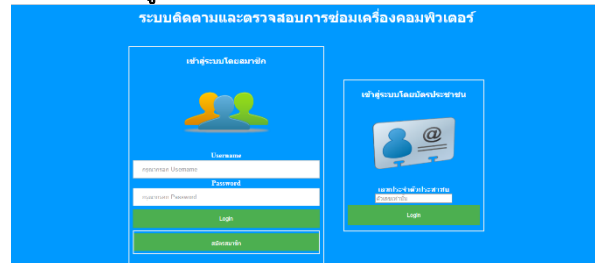 ระบบติดตามและตรวจสอบการซ่อมเครื่องคอมพิวเตอร์
เข้าสู่ระบบโดยสมาชิก
Username
กรุณากรอก Username
Password
กรุณากรอก Password
Login
สมัครสมาชิก
เข้าสู่ระบบโดยบัตรประชาชน
@
เลขประจำตัวประชาชน
Login